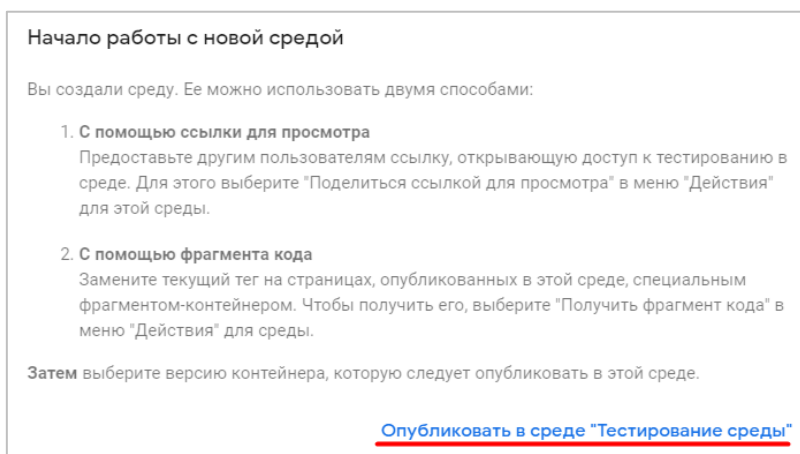 Начало работы с новой средой
Вы создали среду. Ее можно использовать двумя способами:
1. С помощью ссылки для просмотра
Предоставьте другим пользователям ссылку, открывающую доступ к тестированию в
среде. Для этого выберите "Поделиться ссылкой для просмотра" в меню "Действия"
для этой среды.
2. С помощью фрагмента кода
Замените текущий тег на страницах, опубликованных в этой среде, специальным
фрагментом-контейнером. Чтобы получить его, выберите "Получить фрагмент кода" в
меню "Действия" для среды.
Затем выберите версию контейнера, которую следует опубликовать в этой среде.
Опубликовать в среде "Тестирование среды"